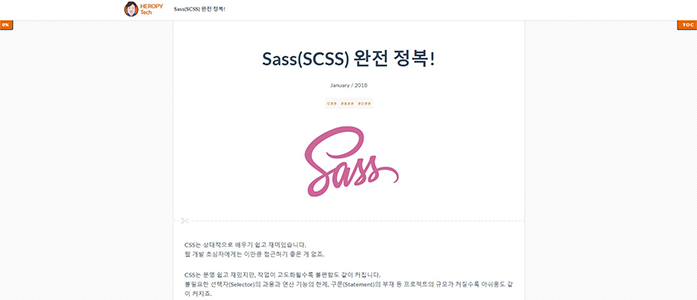 HEROPY
Tech
Sass(SCSS) 완전 정복!
0%
TOC
Sass(SCSS) 완전 정복!
January / 2018
CSS SASS SCSS
Sass
CSS는 상대적으로 배우기 쉽고 재미있습니다.
웹 개발 초심자에게는 이만큼 접근하기 좋은 게 없죠.
CSS는 분명 쉽고 재밌지만, 작업이 고도화될수록 불편함도 같이 커집니다.
불필요한 선택자(Selector)의 과용과 연산 기능의 한계, 구문(Statement)의 부재 등 프로젝트의 규모가 커질수록 아쉬움도 같
이 커지죠.